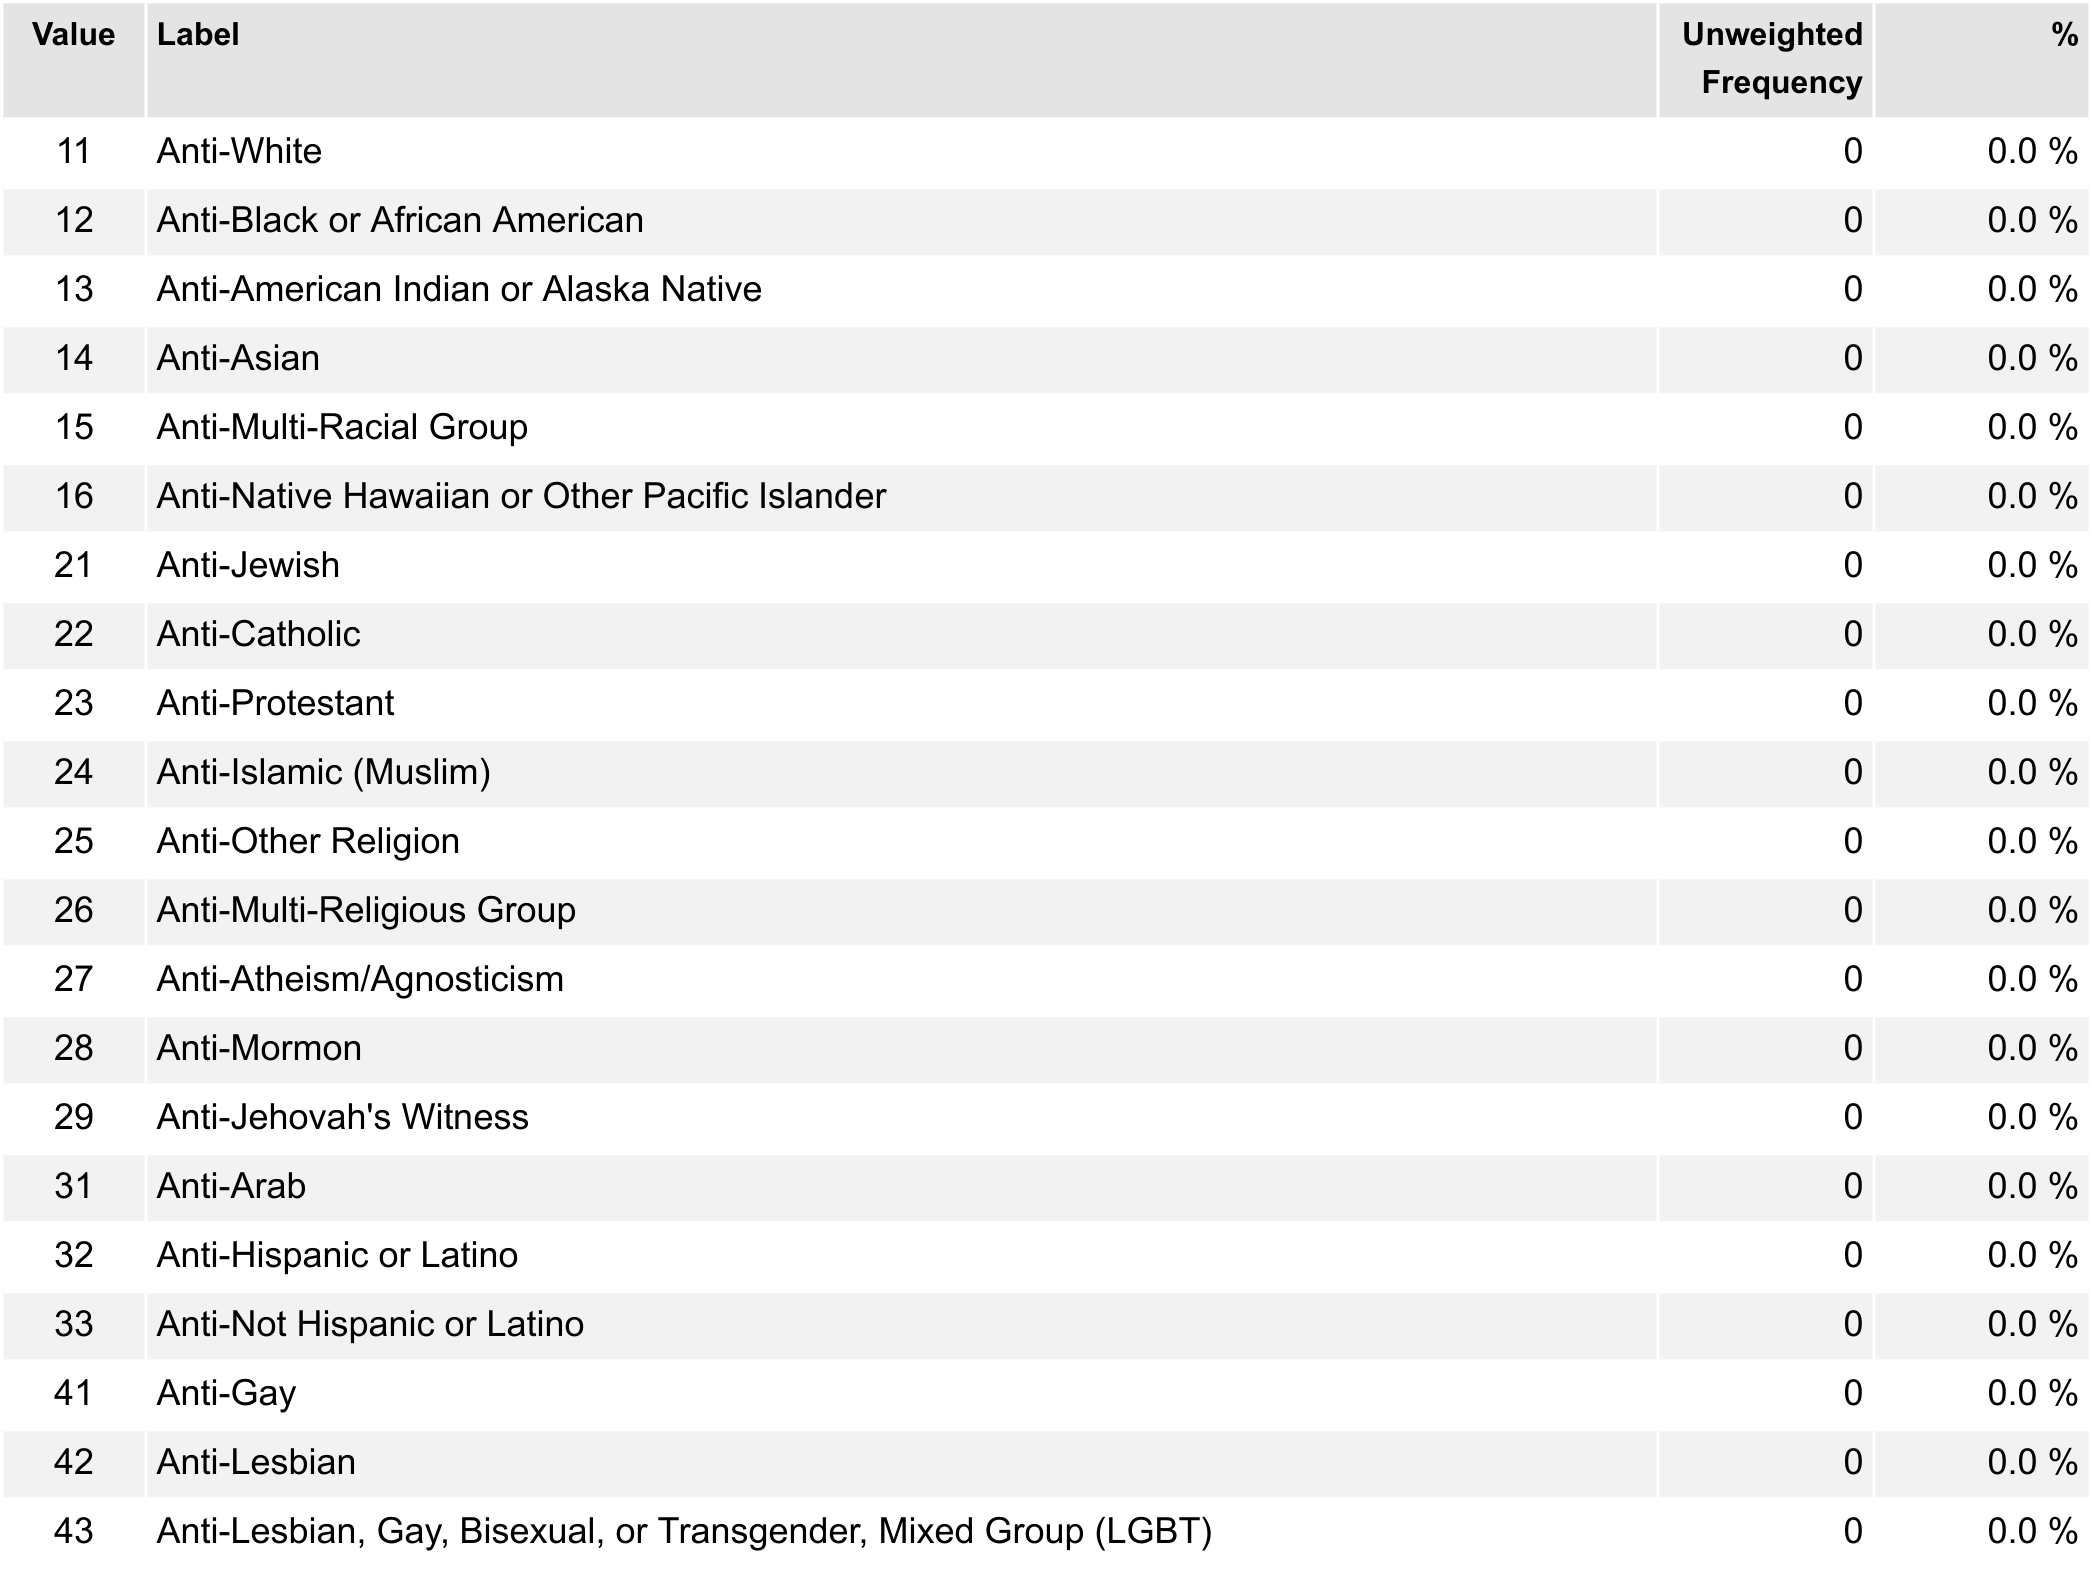 Value Label Unweighted Frequency %
11 Anti-White 0 0.0 %
12 Anti-Black or African American 0 0.0 %
13 Anti-American Indian or Alaska Native 0 0.0 %
14 Anti-Asian 0 0.0 %
15 Anti-Multi-Racial Group 0 0.0 %
16 Anti-Native Hawaiian or Other Pacific Islander 0 0.0 %
21 Anti-Jewish 0 0.0 %
22 Anti-Catholic 0 0.0 %
23 Anti-Protestant 0 0.0 %
24 Anti-Islamic (Muslim) 0 0.0 %
25 Anti-Other Religion 0 0.0 %
26 Anti-Multi-Religious Group 0 0.0 %
27 Anti-Atheism/Agnosticism 0 0.0 %
28 Anti-Mormon 0 0.0 %
29 Anti-Jehovah's Witness 0 0.0 %
31 Anti-Arab 0 0.0 %
32 Anti-Hispanic or Latino 0 0.0 %
33 Anti-Not Hispanic or Latino 0 0.0 %
41 Anti-Gay 0 0.0 %
42 Anti-Lesbian 0 0.0 %
43 Anti-Lesbian, Gay, Bisexual, or Transgender, Mixed Group (LGBT) 0 0.0 %